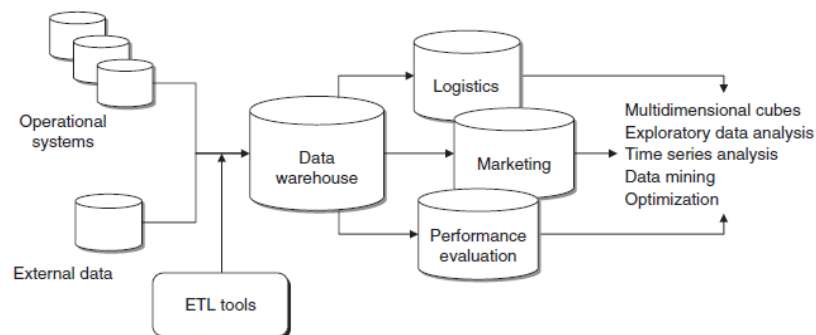 Operational
systems
External data
ETL tools
Data
warehouse
Logistics
Marketing
Performance
evaluation
Multidimensional cubes
Exploratory data analysis
Time series analysis
Data mining
Optimization